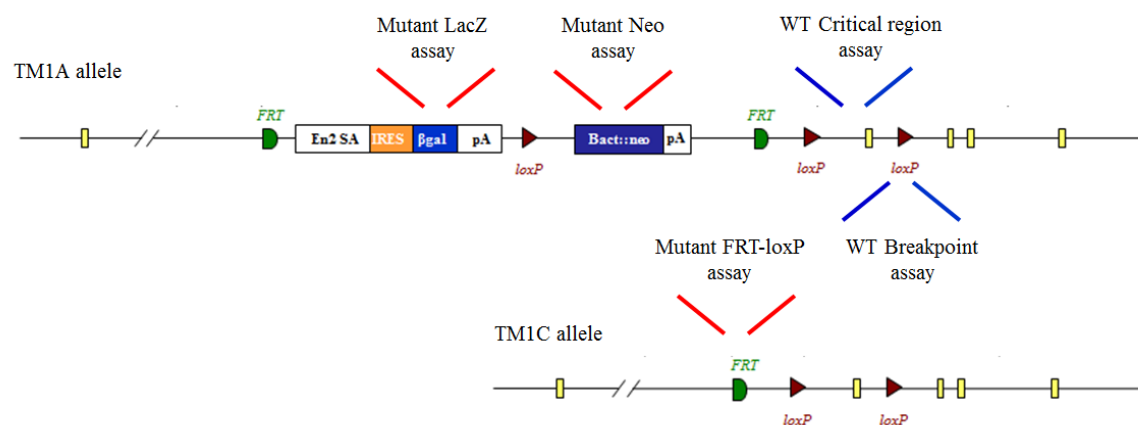 Mutant LacZ
assay
Mutant Neo
assay
WT Critical region
assay
TM1A allele
FRT
FRT
En2 SA
IRES
βgal
pA
Bact::neo
pA
loxP
loxP
loxP
Mutant FRT-loxP
assay
WT Breakpoint
assay
TM1C allele
FRT
loxP
loxP